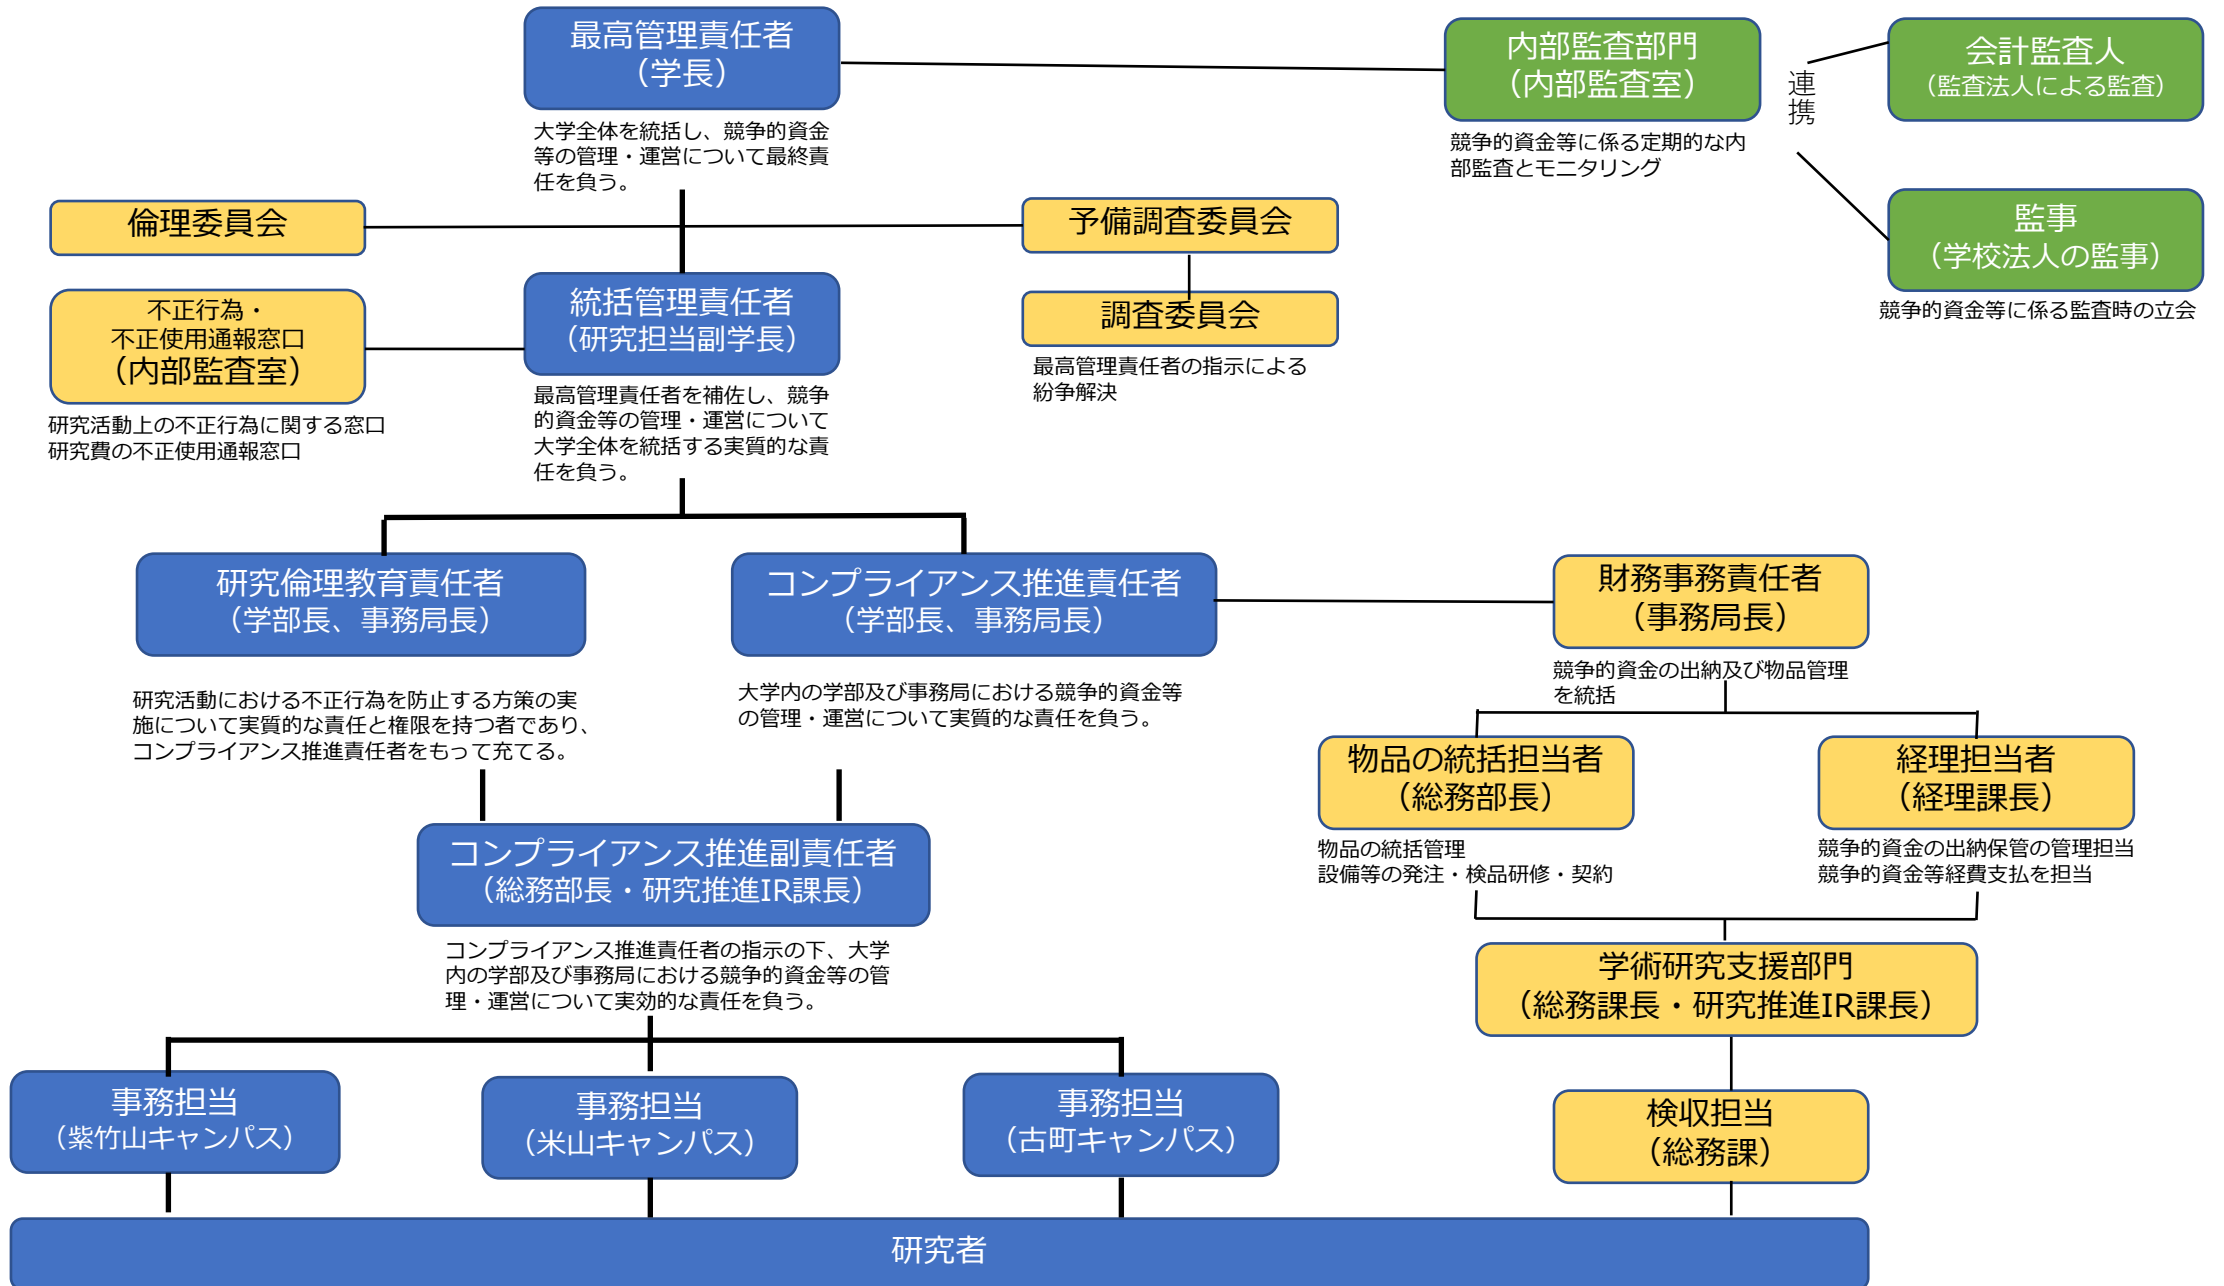 最高管理責任者
（学長）
大学全体を統括し、競争的資金
等の管理・運営について最終責
任を負う。
内部監査部門
（内部監査室）
競争的資金等に係る定期的な内
部監査とモニタリング
連携
会計監査人
（監査法人による監査）
監事
（学校法人の監事）
競争的資金等に係る監査時の立会
倫理委員会
予備調査委員会
不正行為・
不正使用通報窓口
（内部監査室）
研究活動上の不正行為に関する窓口
研究費の不正使用通報窓口
統括管理責任者
（研究担当副学長）
最高管理責任者を補佐し、競争
的資金等の管理・運営について
大学全体を統括する実質的な責
任を負う。
調査委員会
最高管理責任者の指示による
紛争解決
研究倫理教育責任者
（学部長、事務局長）
研究活動における不正行為を防止する方策の実
施について実質的な責任と権限を持つ者であり、
コンプライアンス推進責任者をもって充てる。
コンプライアンス推進責任者
（学部長、事務局長）
大学内の学部及び事務局における競争的資金等
の管理・運営について実質的な責任を負う。
財務事務責任者
（事務局長）
競争的資金の出納及び物品管理
を統括
物品の統括担当者
（総務部長）
物品の統括管理
設備等の発注・検品研修・契約
経理担当者
（経理課長）
競争的資金の出納保管の管理担当
競争的資金等経費支払を担当
コンプライアンス推進副責任者
（総務部長・研究推進IR課長）
コンプライアンス推進責任者の指示の下、大学
内の学部及び事務局における競争的資金等の管
理・運営について実効的な責任を負う。
学術研究支援部門
（総務課長・研究推進IR課長）
事務担当
（紫竹山キャンパス）
事務担当
（米山キャンパス）
事務担当
（古町キャンパス）
検収担当
（総務課）
研究者